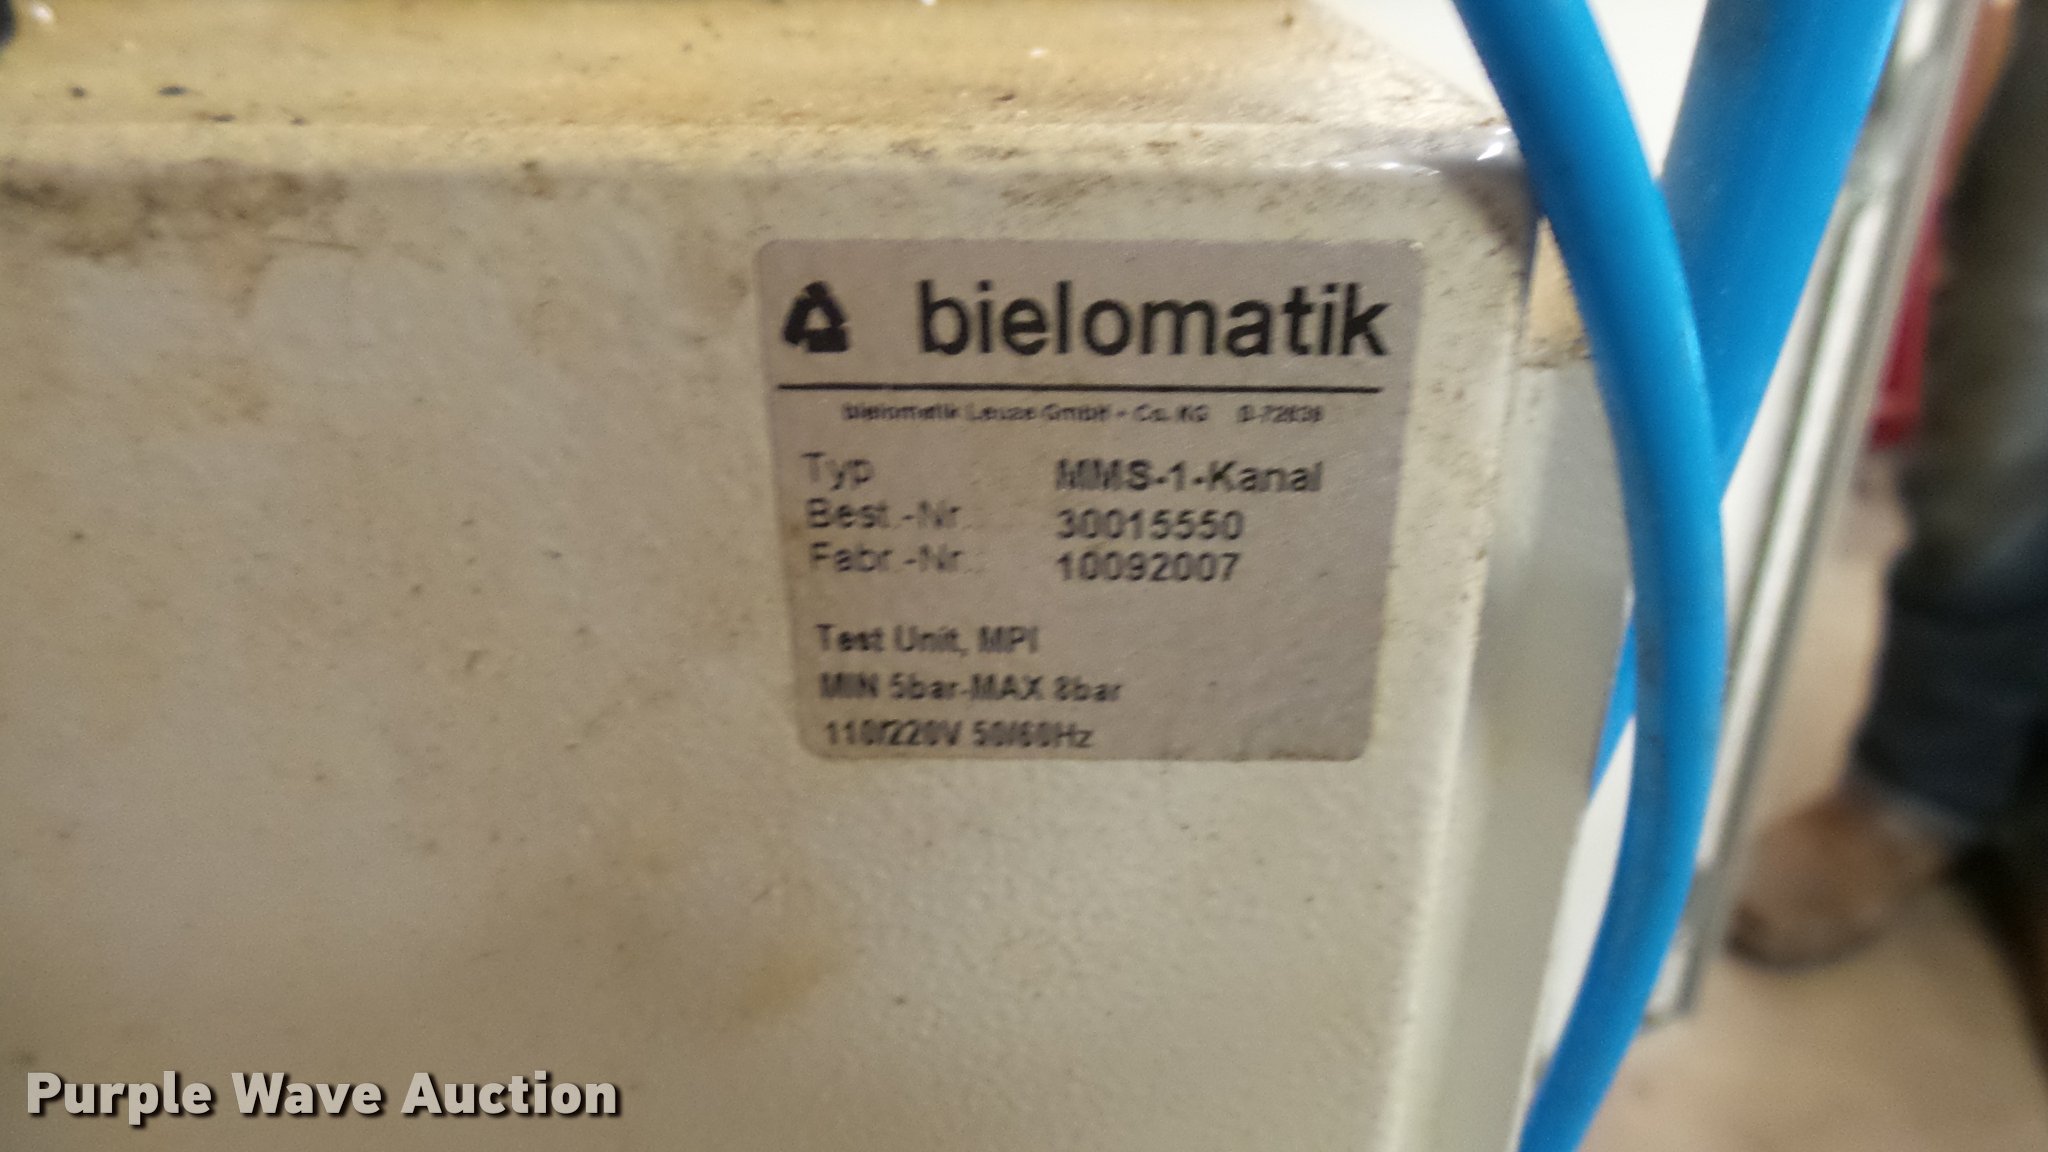 bielomatik
bielomatik Leuze GmbH + Co. KG D-72636
Typ MMS-1-Kanal
Best.-Nr.: 30015550
Fabr.-Nr.: 10092007
Test Unit, MPI
MIN 5bar-MAX 8bar
110/220V 50/60Hz
Purple Wave Auction